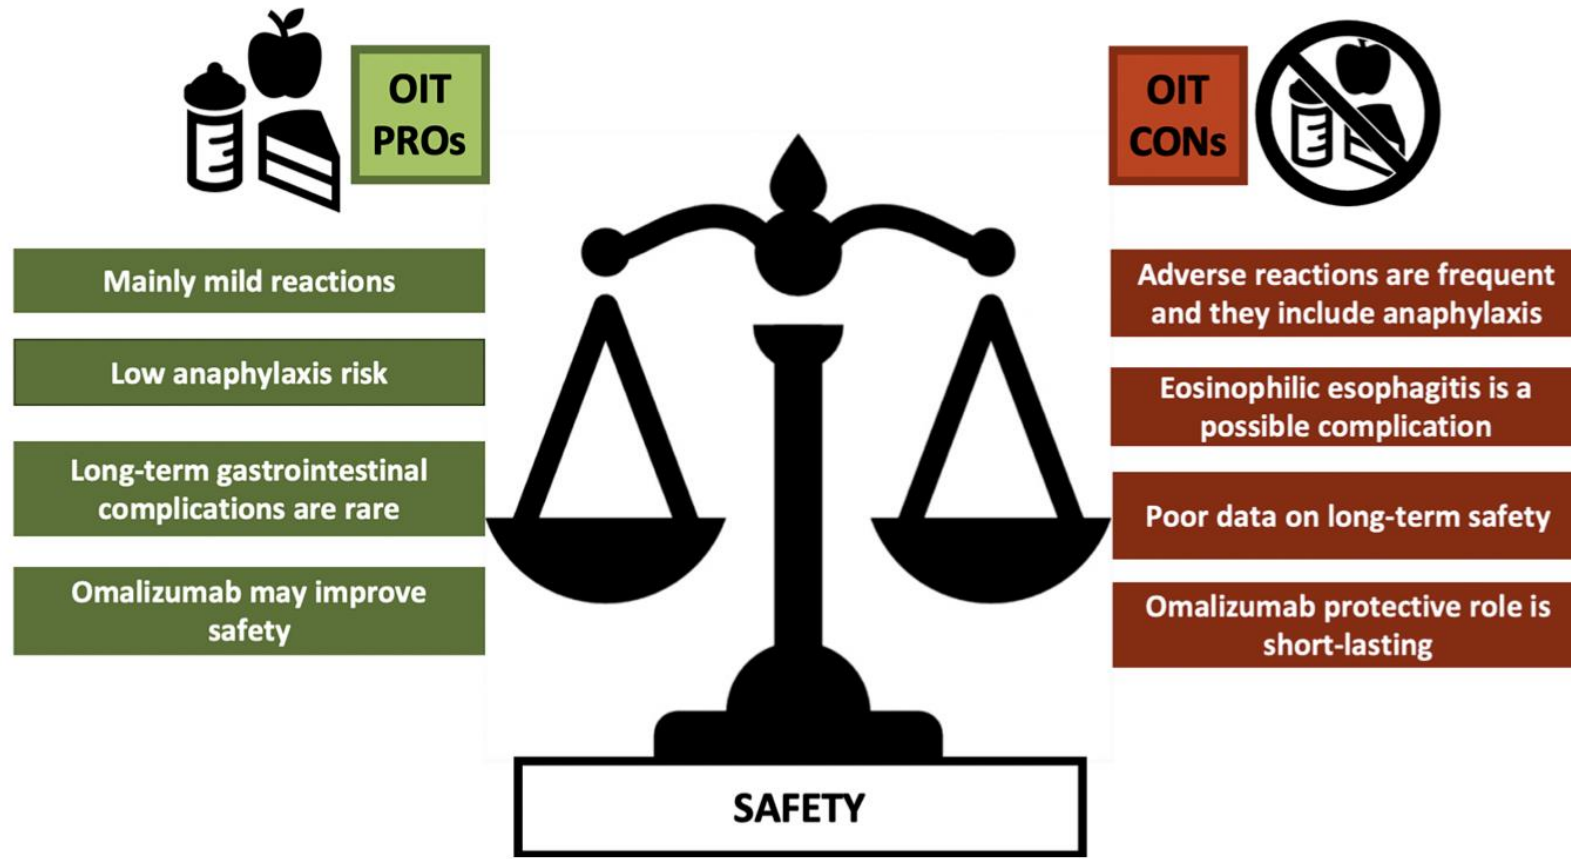 OIT
PROs
Mainly mild reactions
Low anaphylaxis risk
Long-term gastrointestinal
complications are rare
Omalizumab may improve
safety
OIT
CONs
Adverse reactions are frequent
and they include anaphylaxis
Eosinophilic esophagitis is a
possible complication
Poor data on long-term safety
Omalizumab protective role is
short-lasting
SAFETY